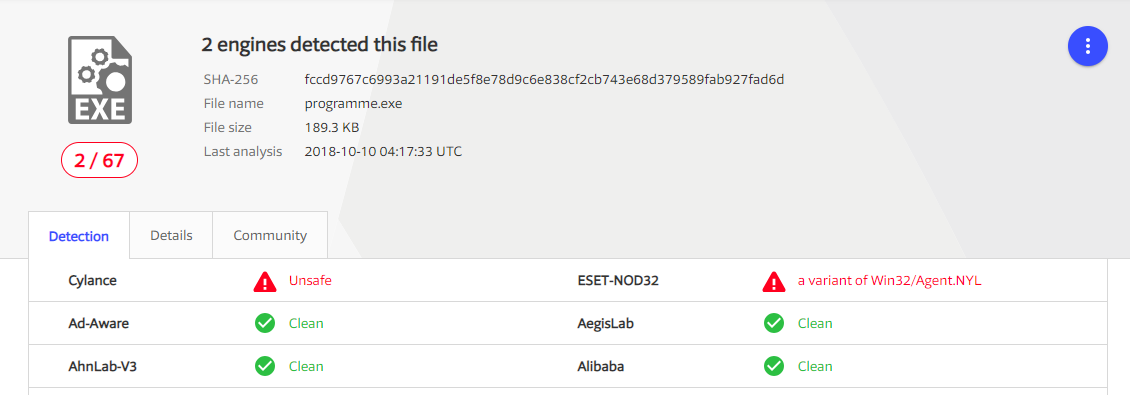 2 engines detected this file
SHA-256 fccd9767c6993a21191de5f8e78d9c6e838cf2cb743e68d379589fab927fad6d
File name programme.exe
File size 189.3 KB
Last analysis 2018-10-10 04:17:33 UTC
EXE
2 / 67
Detection Details Community
Cylance Unsafe ESET-NOD32 a variant of Win32/Agent.NYL
Ad-Aware Clean AegisLab Clean
AhnLab-V3 Clean Alibaba Clean